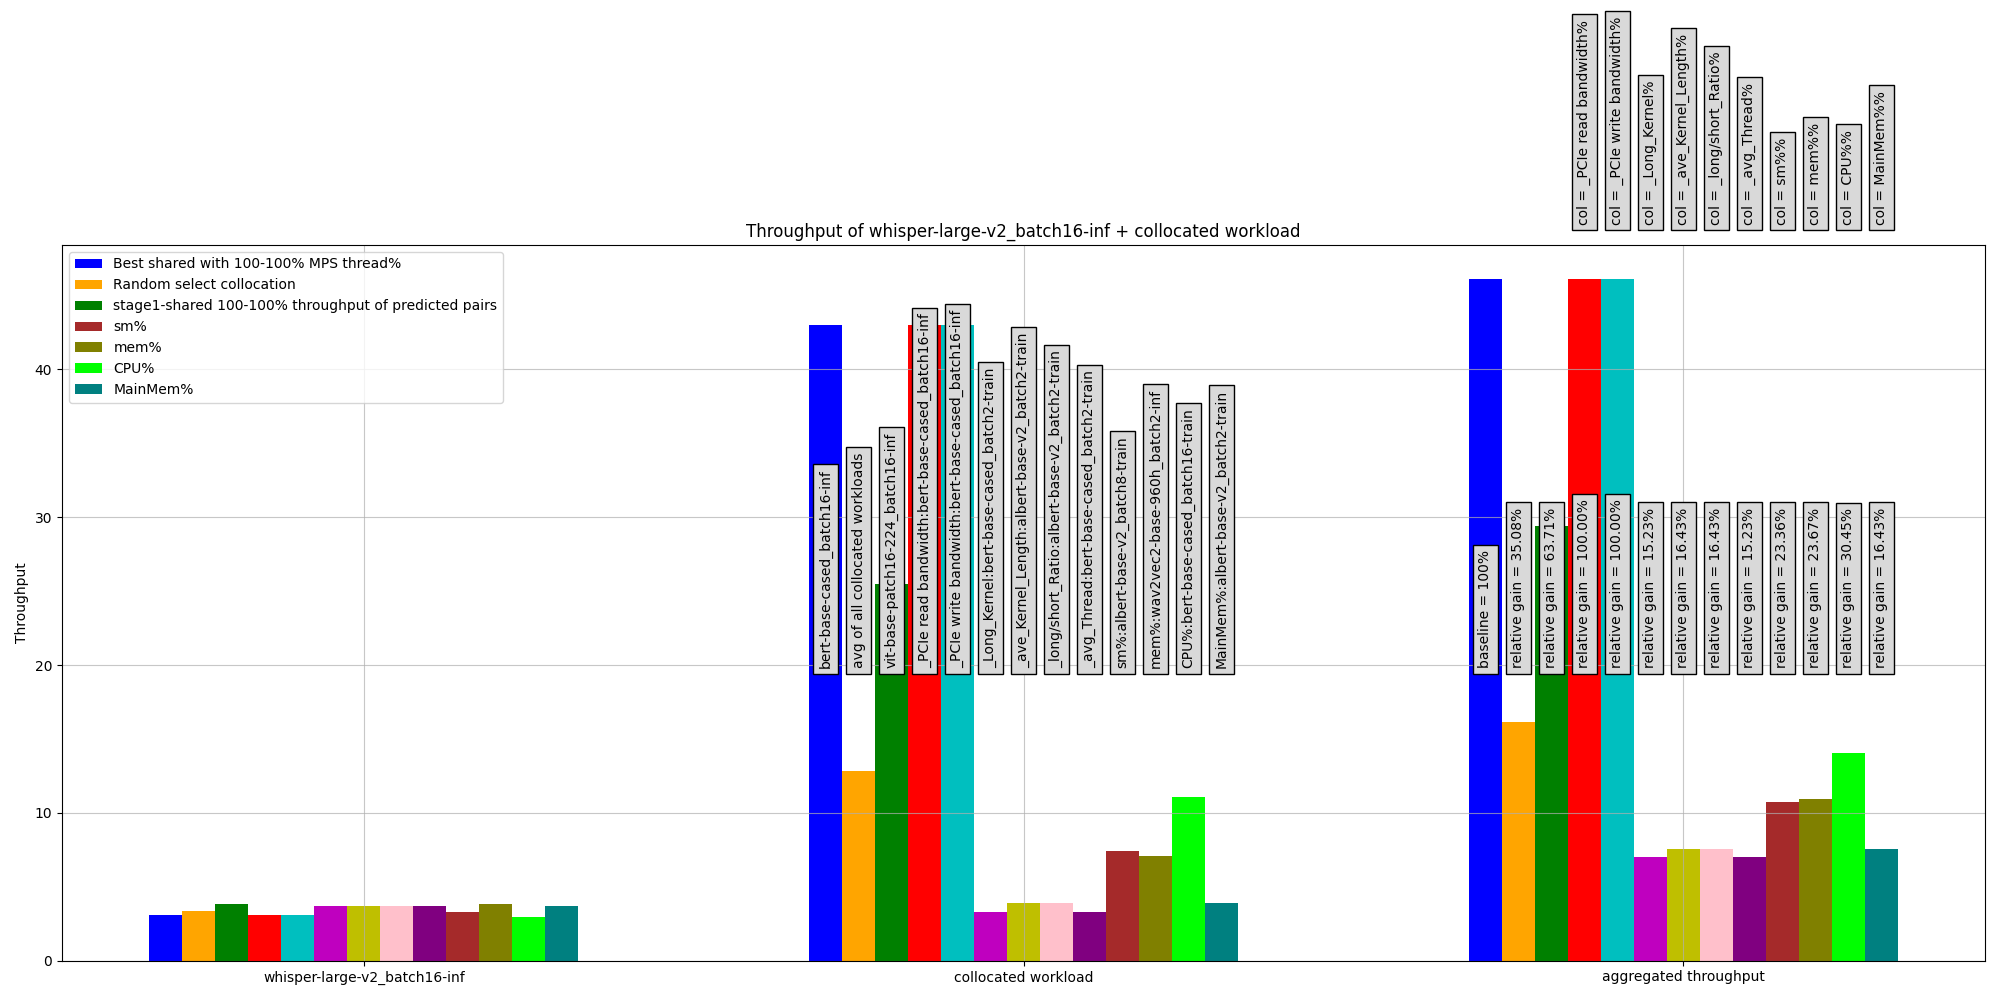 col = _PCIe read bandwidth%
col = _PCIe write bandwidth%
col = _Long_Kernel%
col = _ave_Kernel_Length%
col = _long/short_Ratio%
col = _avg_Thread%
col = sm%%
col = mem%%
col = CPU%%
col = MainMem%%
Throughput of whisper-large-v2_batch16-inf + collocated workload
Best shared with 100-100% MPS thread%
Random select collocation
stage1-shared 100-100% throughput of predicted pairs
sm%
mem%
CPU%
MainMem%
Throughput
40
30
20
10
0
bert-base-cased_batch16-inf
avg of all collocated workloads
vit-base-patch16-224_batch16-inf
_PCIe read bandwidth:bert-base-cased_batch16-inf
_PCIe write bandwidth:bert-base-cased_batch16-inf
_Long_Kernel:bert-base-cased_batch2-train
_ave_Kernel_Length:albert-base-v2_batch2-train
_long/short_Ratio:albert-base-v2_batch2-train
_avg_Thread:bert-base-cased_batch2-train
sm%:albert-base-v2_batch8-train
mem%:wav2vec2-base-960h_batch2-inf
CPU%:bert-base-cased_batch16-train
MainMem%:albert-base-v2_batch2-train
baseline = 100%
relative gain = 35.08%
relative gain = 63.71%
relative gain = 100.00%
relative gain = 100.00%
relative gain = 15.23%
relative gain = 16.43%
relative gain = 16.43%
relative gain = 15.23%
relative gain = 23.36%
relative gain = 23.67%
relative gain = 30.45%
relative gain = 16.43%
whisper-large-v2_batch16-inf
collocated workload
aggregated throughput